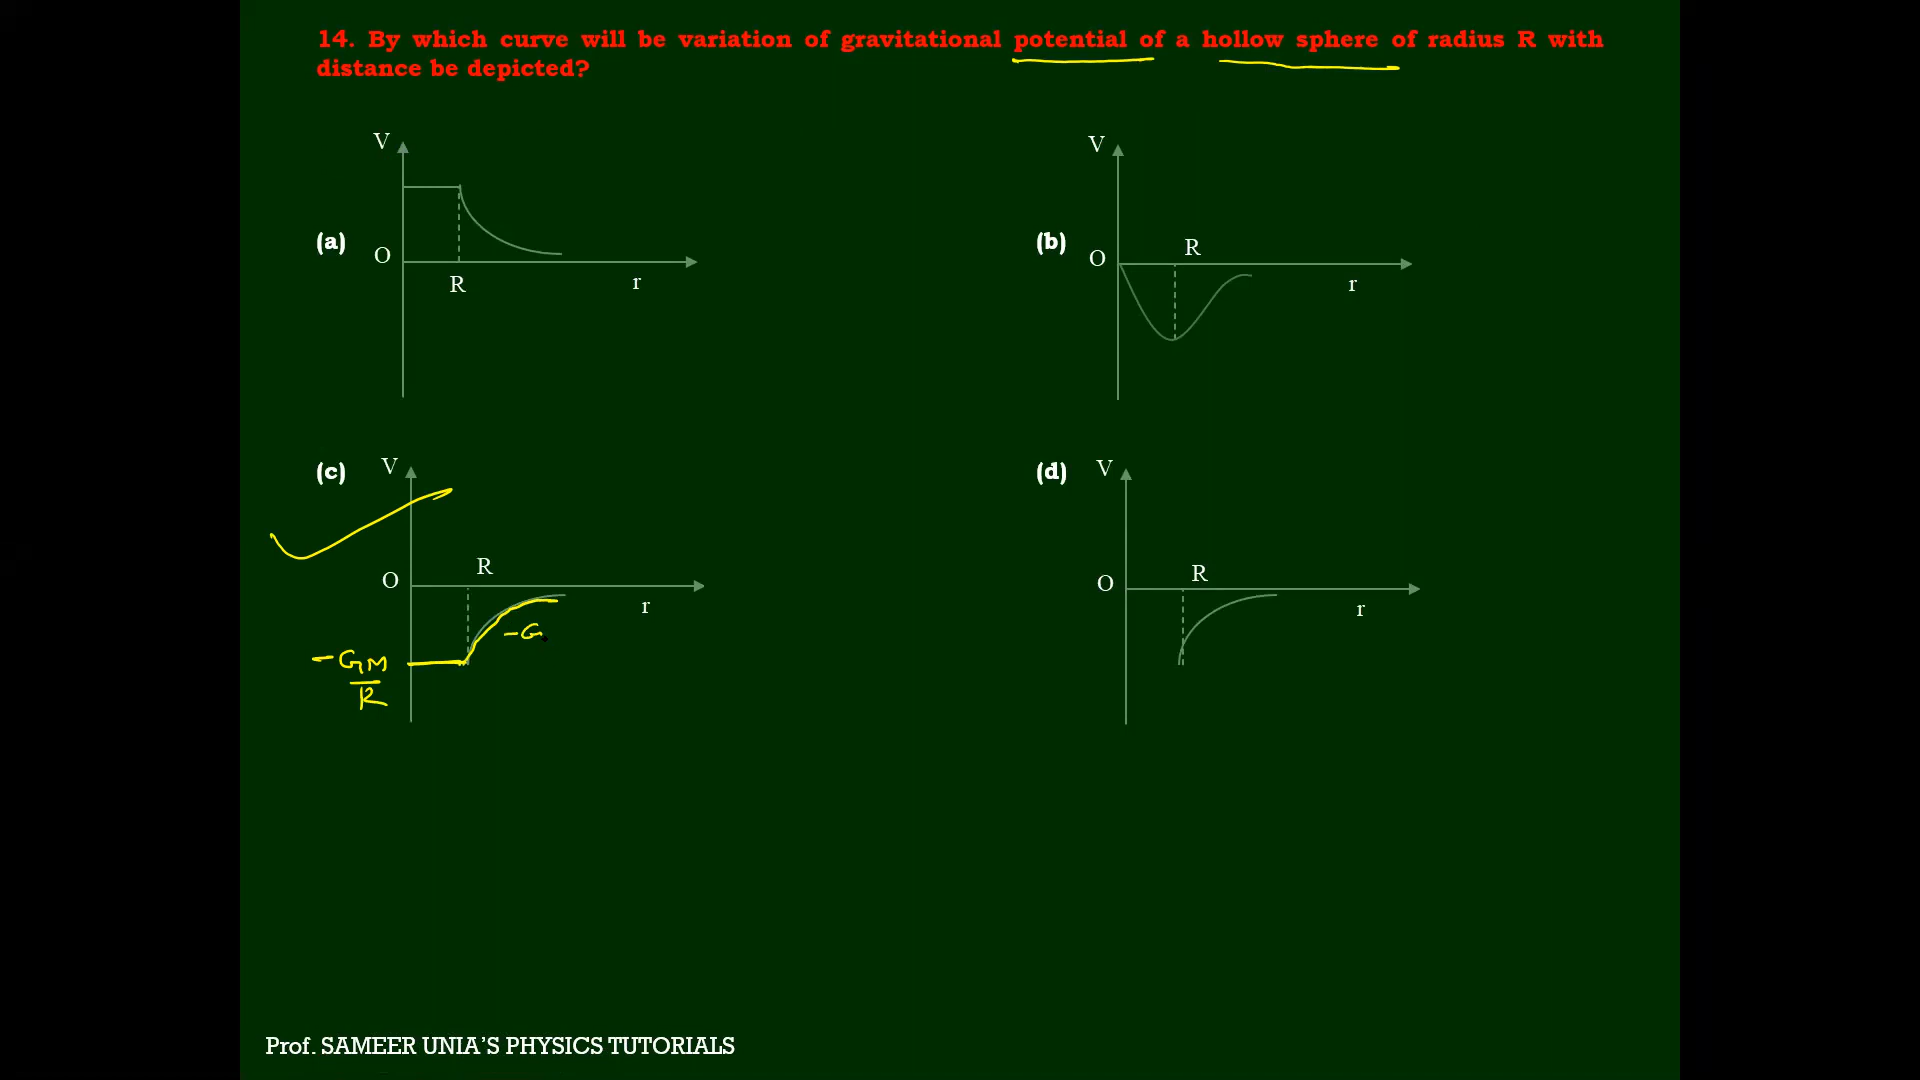 14. By which curve will be variation of gravitational potential of a hollow sphere of radius R with
distance be depicted?
V
(a)
O
R
r
V
(b)
O
R
r
(c)
V
O
R
r
-G
-GM
R
(d)
V
O
R
r
Prof. SAMEER UNIA’S PHYSICS TUTORIALS